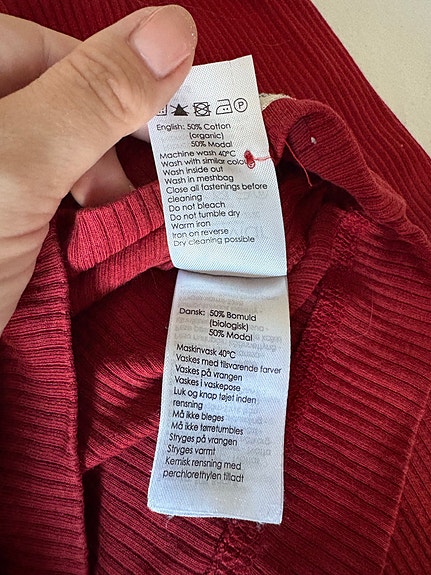 English: 50% Cotton
(organic)
50% Modal
Machine wash 40°C
Wash with similar colou
Wash inside out
Wash in meshbag
Close all fastenings before
cleaning
Do not bleach
Do not tumble dry
Warm iron
Iron on reverse
Dry cleaning possible
Dansk: 50% Bomuld
(biologisk)
50% Modal
Maskinvask 40°C
Vaskes med tilsvarende farver
Vaskes på vrangen
Vaskes i vaskepose
Luk og knap tøjet inden
rensning
Må ikke bleges
Må ikke tørretumbles
Stryges på vrangen
Stryges varmt
Kemisk rensning med
perchlorethylen tilladt